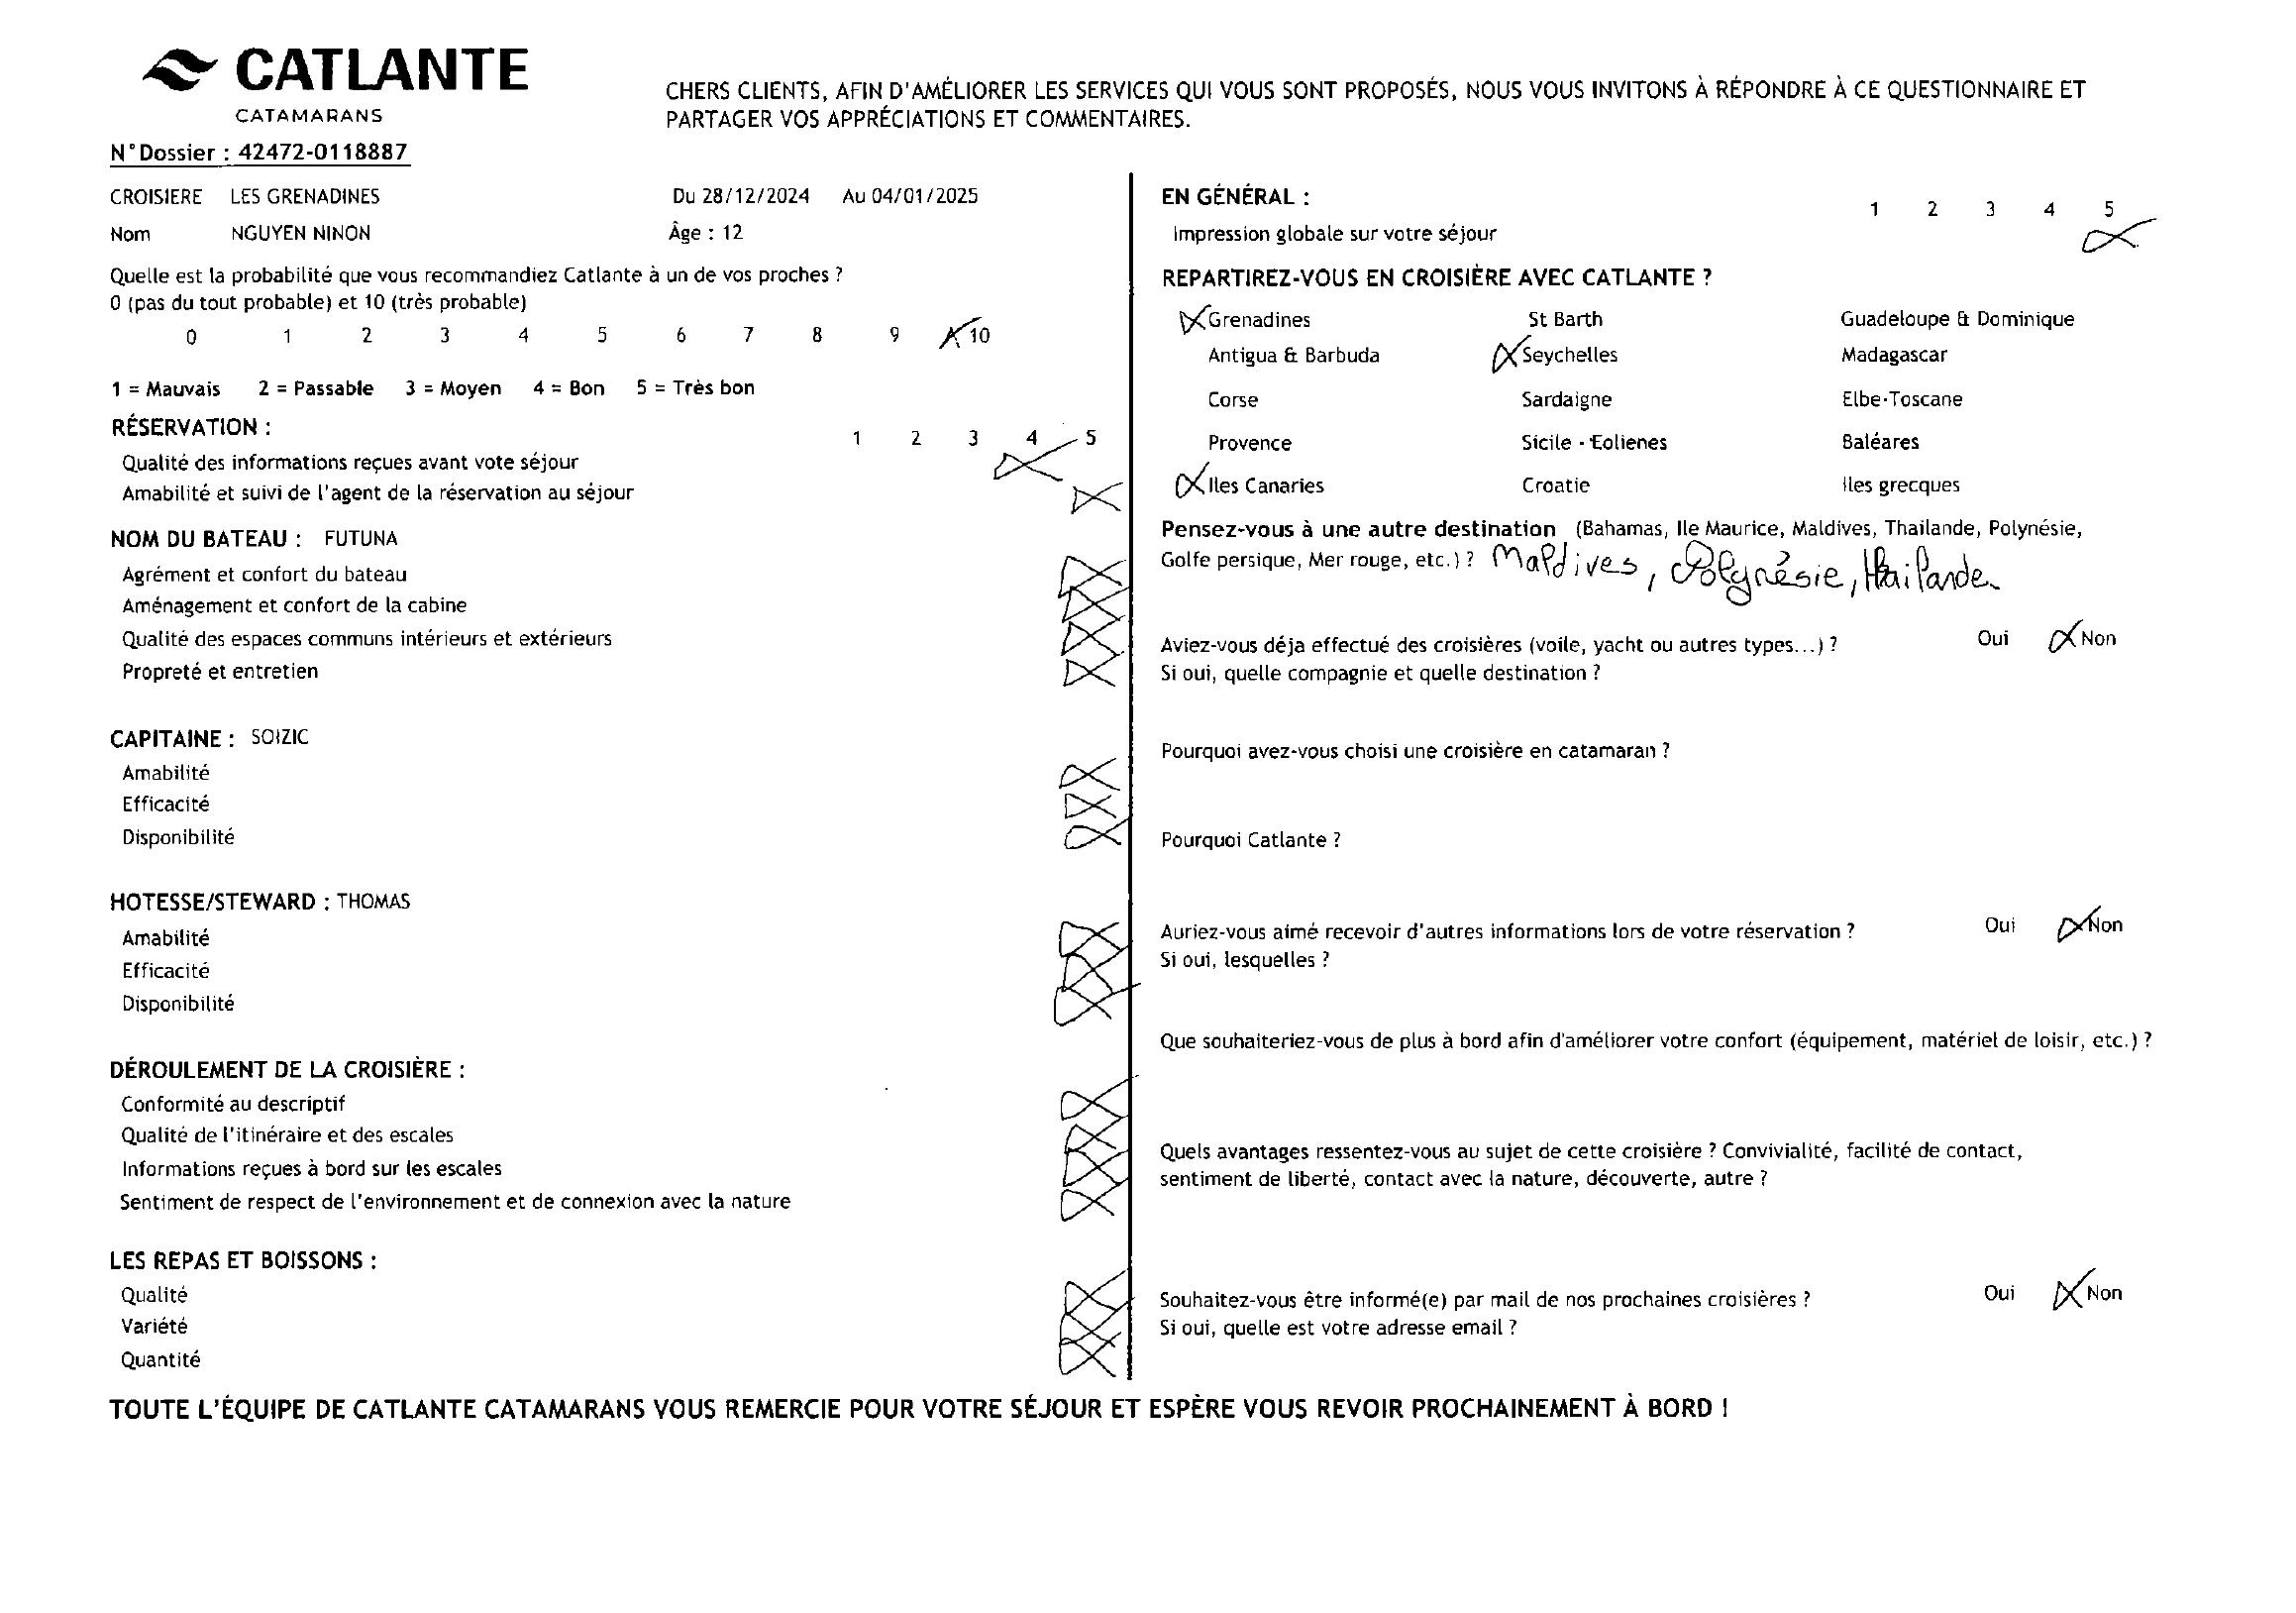 CATLANTE
CATAMARANS
CHERS CLIENTS, AFIN D'AMÉLIORER LES SERVICES QUI VOUS SONT PROPOSÉS, NOUS VOUS INVITONS À RÉPONDRE À CE QUESTIONNAIRE ET
PARTAGER VOS APPRÉCIATIONS ET COMMENTAIRES.
N°Dossier : 42472-0118887
CROISIERE LES GRENADINES Du 28/12/2024 Au 04/01/2025
Nom NGUYEN NINON Âge : 12
Quelle est la probabilité que vous recommandiez Catlante à un de vos proches ?
0 (pas du tout probable) et 10 (très probable)
0 1 2 3 4 5 6 7 8 9 10
1 = Mauvais 2 = Passable 3 = Moyen 4 = Bon 5 = Très bon
RÉSERVATION :
1 2 3 4 5
Qualité des informations reçues avant vote séjour
Amabilité et suivi de l'agent de la réservation au séjour
NOM DU BATEAU : FUTUNA
Agrément et confort du bateau
Aménagement et confort de la cabine
Qualité des espaces communs intérieurs et extérieurs
Propreté et entretien
CAPITAINE : SOIZIC
Amabilité
Efficacité
Disponibilité
HOTESSE/STEWARD : THOMAS
Amabilité
Efficacité
Disponibilité
DÉROULEMENT DE LA CROISIÈRE :
Conformité au descriptif
Qualité de l'itinéraire et des escales
Informations reçues à bord sur les escales
Sentiment de respect de l'environnement et de connexion avec la nature
LES REPAS ET BOISSONS :
Qualité
Variété
Quantité
EN GÉNÉRAL :
1 2 3 4 5
Impression globale sur votre séjour
REPARTIREZ-VOUS EN CROISIÈRE AVEC CATLANTE ?
Grenadines St Barth Guadeloupe & Dominique
Antigua & Barbuda Seychelles Madagascar
Corse Sardaigne Elbe-Toscane
Provence Sicile - Eolienes Baléares
Iles Canaries Croatie Iles grecques
Pensez-vous à une autre destination (Bahamas, Ile Maurice, Maldives, Thailande, Polynésie,
Golfe persique, Mer rouge, etc.) ? Maldives, Polynésie, thailande
Aviez-vous déja effectué des croisières (voile, yacht ou autres types...) ? Oui Non
Si oui, quelle compagnie et quelle destination ?
Pourquoi avez-vous choisi une croisière en catamaran ?
Pourquoi Catlante ?
Auriez-vous aimé recevoir d'autres informations lors de votre réservation ? Oui Non
Si oui, lesquelles ?
Que souhaiteriez-vous de plus à bord afin d'améliorer votre confort (équipement, matériel de loisir, etc.) ?
Quels avantages ressentez-vous au sujet de cette croisière ? Convivialité, facilité de contact,
sentiment de liberté, contact avec la nature, découverte, autre ?
Souhaitez-vous être informé(e) par mail de nos prochaines croisières ? Oui Non
Si oui, quelle est votre adresse email ?
TOUTE L'ÉQUIPE DE CATLANTE CATAMARANS VOUS REMERCIE POUR VOTRE SÉJOUR ET ESPÈRE VOUS REVOIR PROCHAINEMENT À BORD !